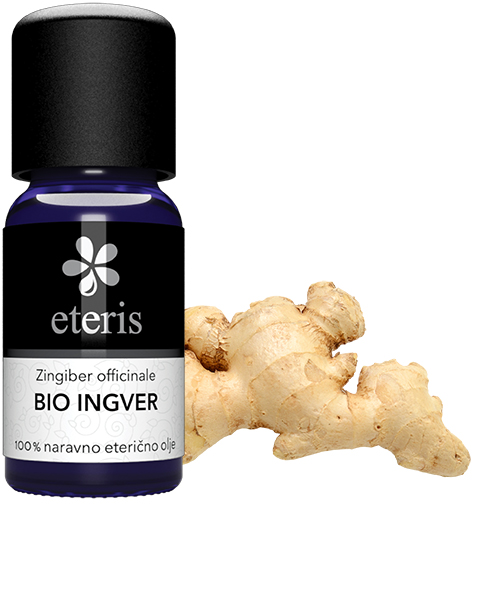 eteris
Zingiber officinale
BIO INGVER
100% naravno eterično olje